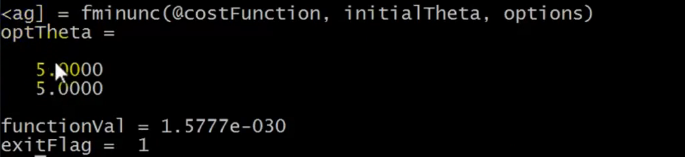 <ag] = fminunc(@costFunction, initialTheta, options)
optTheta =
5.0000
5.0000
functionVal = 1.5777e-030
exitFlag = 1